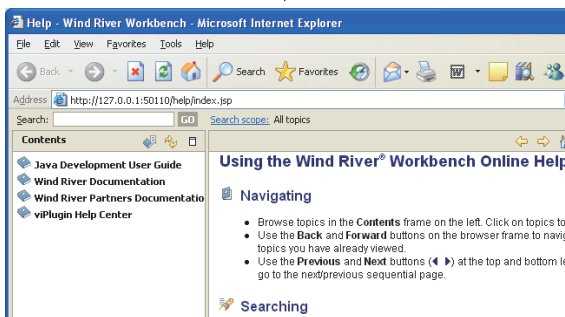 Help - Wind River Workbench - Microsoft Internet Explorer
File Edit View Favorites Tools Help
Back Search Favorites
Address http://127.0.0.1:50110/help/index.jsp
Search: GO Search scope: All topics
Contents
Java Development User Guide
Wind River Documentation
Wind River Partners Documentatio
viPlugin Help Center
Using the Wind River® Workbench Online Help
Navigating
• Browse topics in the Contents frame on the left. Click on topics to
• Use the Back and Forward buttons on the browser frame to navig
topics you have already viewed.
• Use the Previous and Next buttons ( ) at the top and bottom le
go to the next/previous sequential page.
Searching